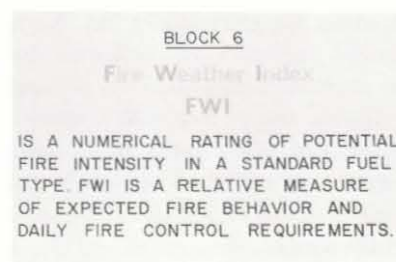 BLOCK 6
Fire Weather Index
FWI
IS A NUMERICAL RATING OF POTENTIAL
FIRE INTENSITY IN A STANDARD FUEL
TYPE. FWI IS A RELATIVE MEASURE
OF EXPECTED FIRE BEHAVIOR AND
DAILY FIRE CONTROL REQUIREMENTS.